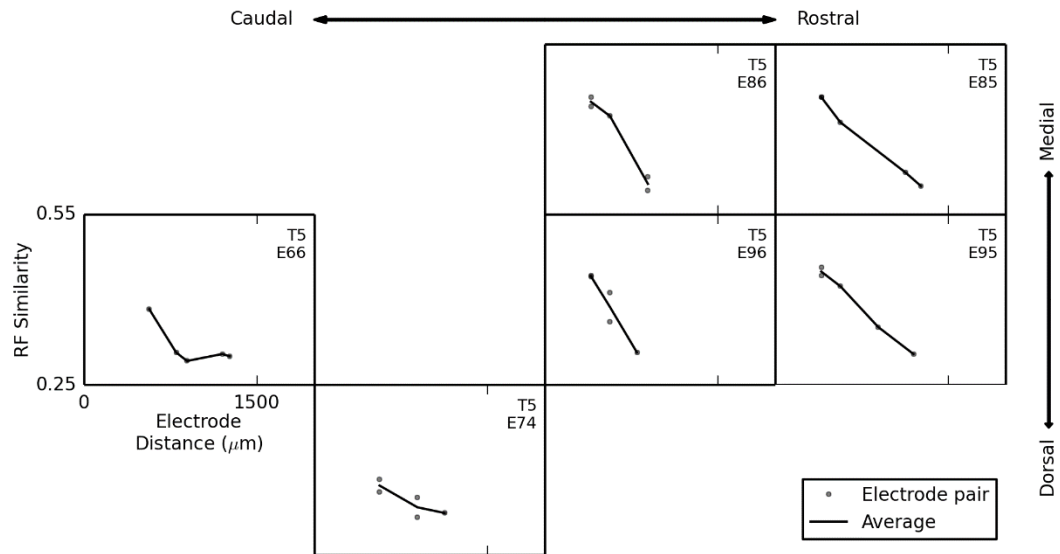 Caudal
Rostral
T5
E86
T5
E85
Medial
0.55
T5
E66
T5
E96
T5
E95
RF Similarity
0.25
0
1500
Electrode
Distance (μm)
T5
E74
Dorsal
Electrode pair
Average